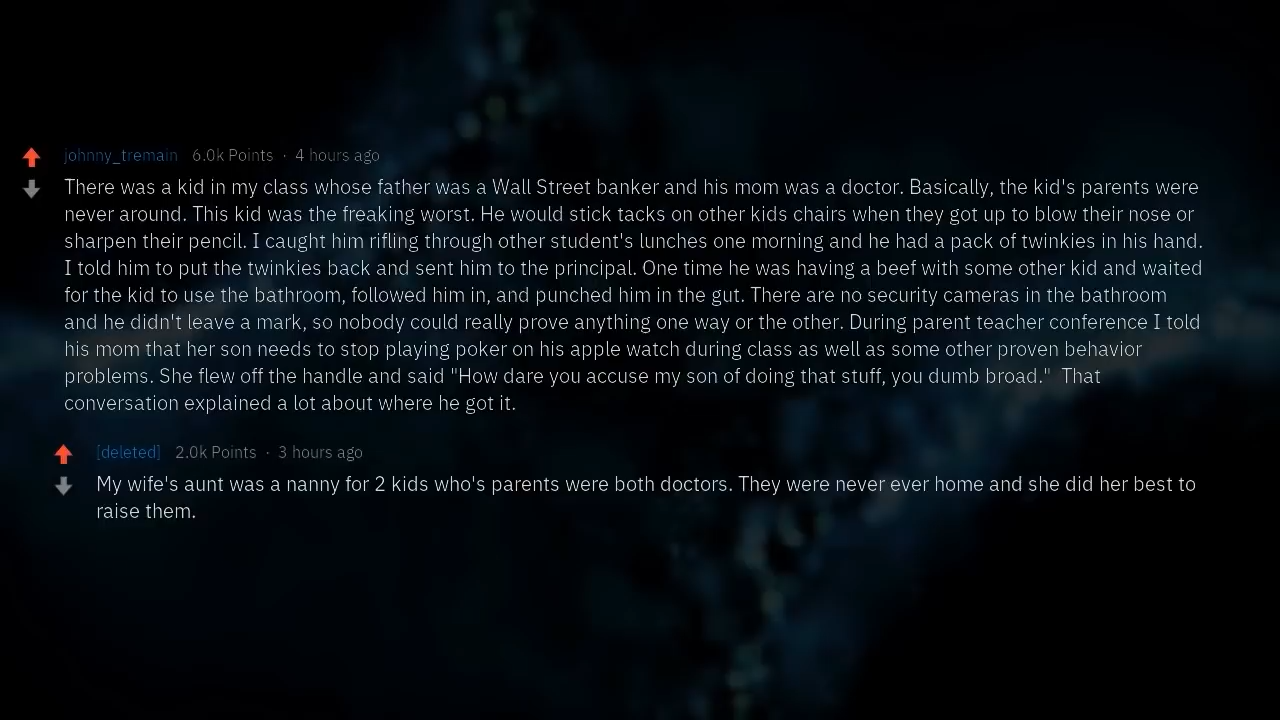 johnny_tremain 6.0k Points · 4 hours ago
There was a kid in my class whose father was a Wall Street banker and his mom was a doctor. Basically, the kid's parents were
never around. This kid was the freaking worst. He would stick tacks on other kids chairs when they got up to blow their nose or
sharpen their pencil. I caught him rifling through other student's lunches one morning and he had a pack of twinkies in his hand.
I told him to put the twinkies back and sent him to the principal. One time he was having a beef with some other kid and waited
for the kid to use the bathroom, followed him in, and punched him in the gut. There are no security cameras in the bathroom
and he didn't leave a mark, so nobody could really prove anything one way or the other. During parent teacher conference I told
his mom that her son needs to stop playing poker on his apple watch during class as well as some other proven behavior
problems. She flew off the handle and said "How dare you accuse my son of doing that stuff, you dumb broad."  That
conversation explained a lot about where he got it.
[deleted] 2.0k Points · 3 hours ago
My wife's aunt was a nanny for 2 kids who's parents were both doctors. They were never ever home and she did her best to
raise them.